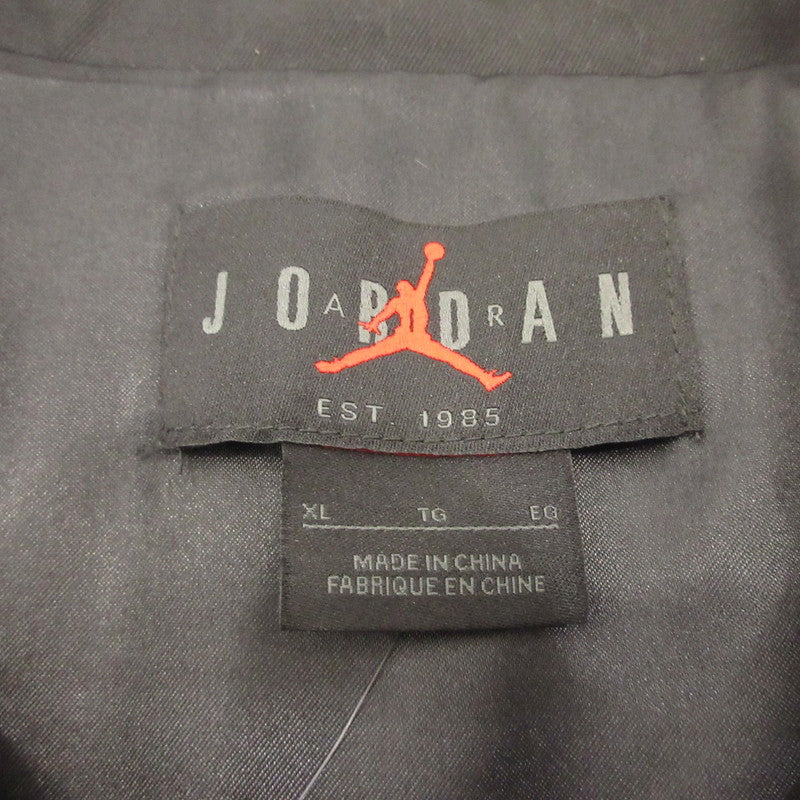 JORDAN
AIR
EST. 1985
XL TG EG
MADE IN CHINA
FABRIQUE EN CHINE